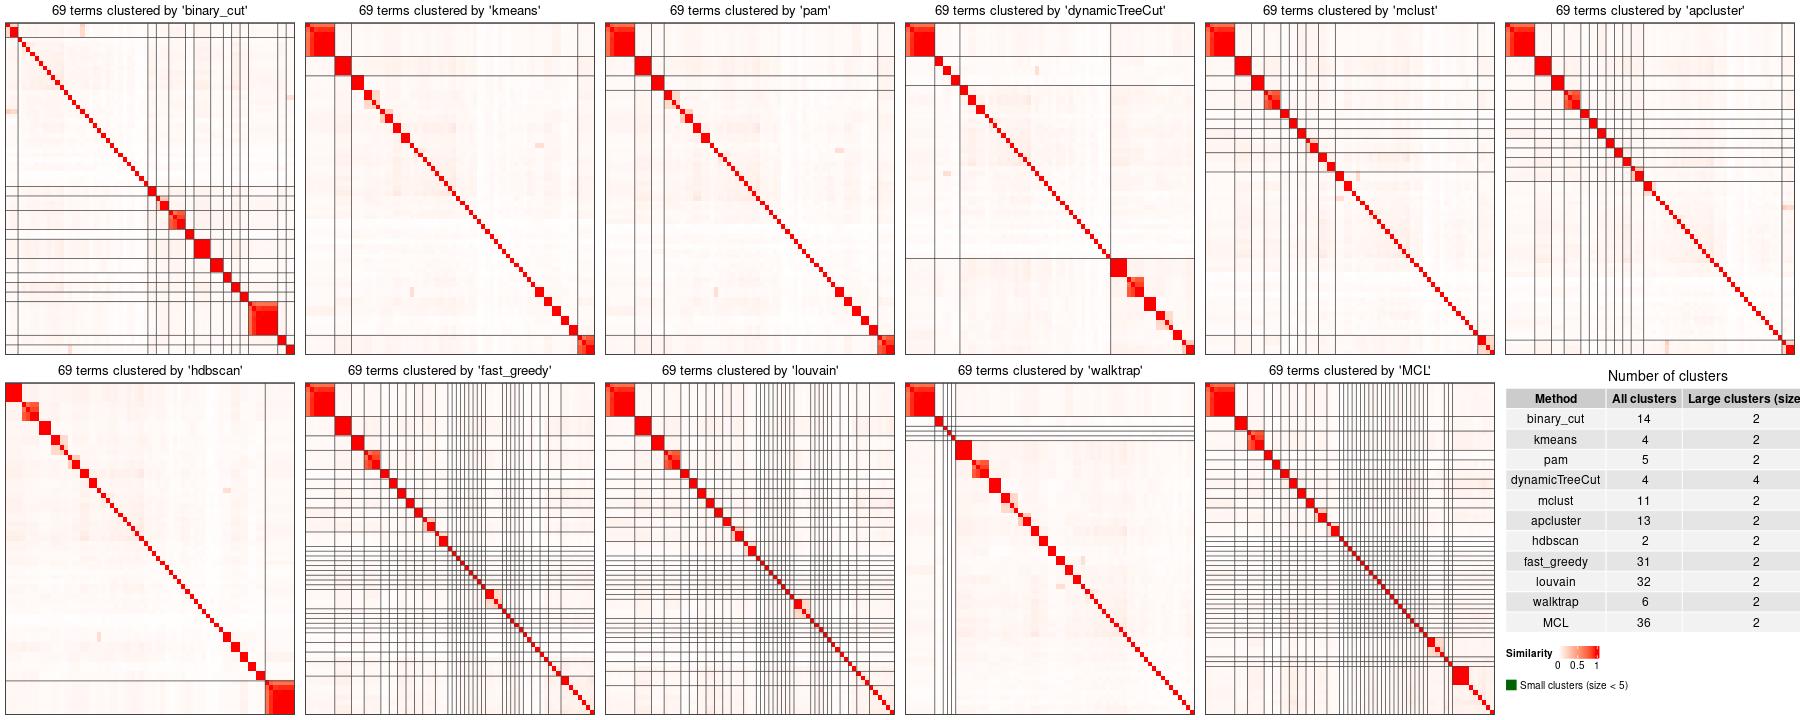 69 terms clustered by 'binary_cut'
69 terms clustered by 'kmeans'
69 terms clustered by 'pam'
69 terms clustered by 'dynamicTreeCut'
69 terms clustered by 'mclust'
69 terms clustered by 'apcluster'
69 terms clustered by 'hdbscan'
69 terms clustered by 'fast_greedy'
69 terms clustered by 'louvain'
69 terms clustered by 'walktrap'
69 terms clustered by 'MCL'
Number of clusters
Method All clusters Large clusters (size
binary_cut 14 2
kmeans 4 2
pam 5 2
dynamicTreeCut 4 4
mclust 11 2
apcluster 13 2
hdbscan 2 2
fast_greedy 31 2
louvain 32 2
walktrap 6 2
MCL 36 2
Similarity
0 0.5 1
Small clusters (size < 5)